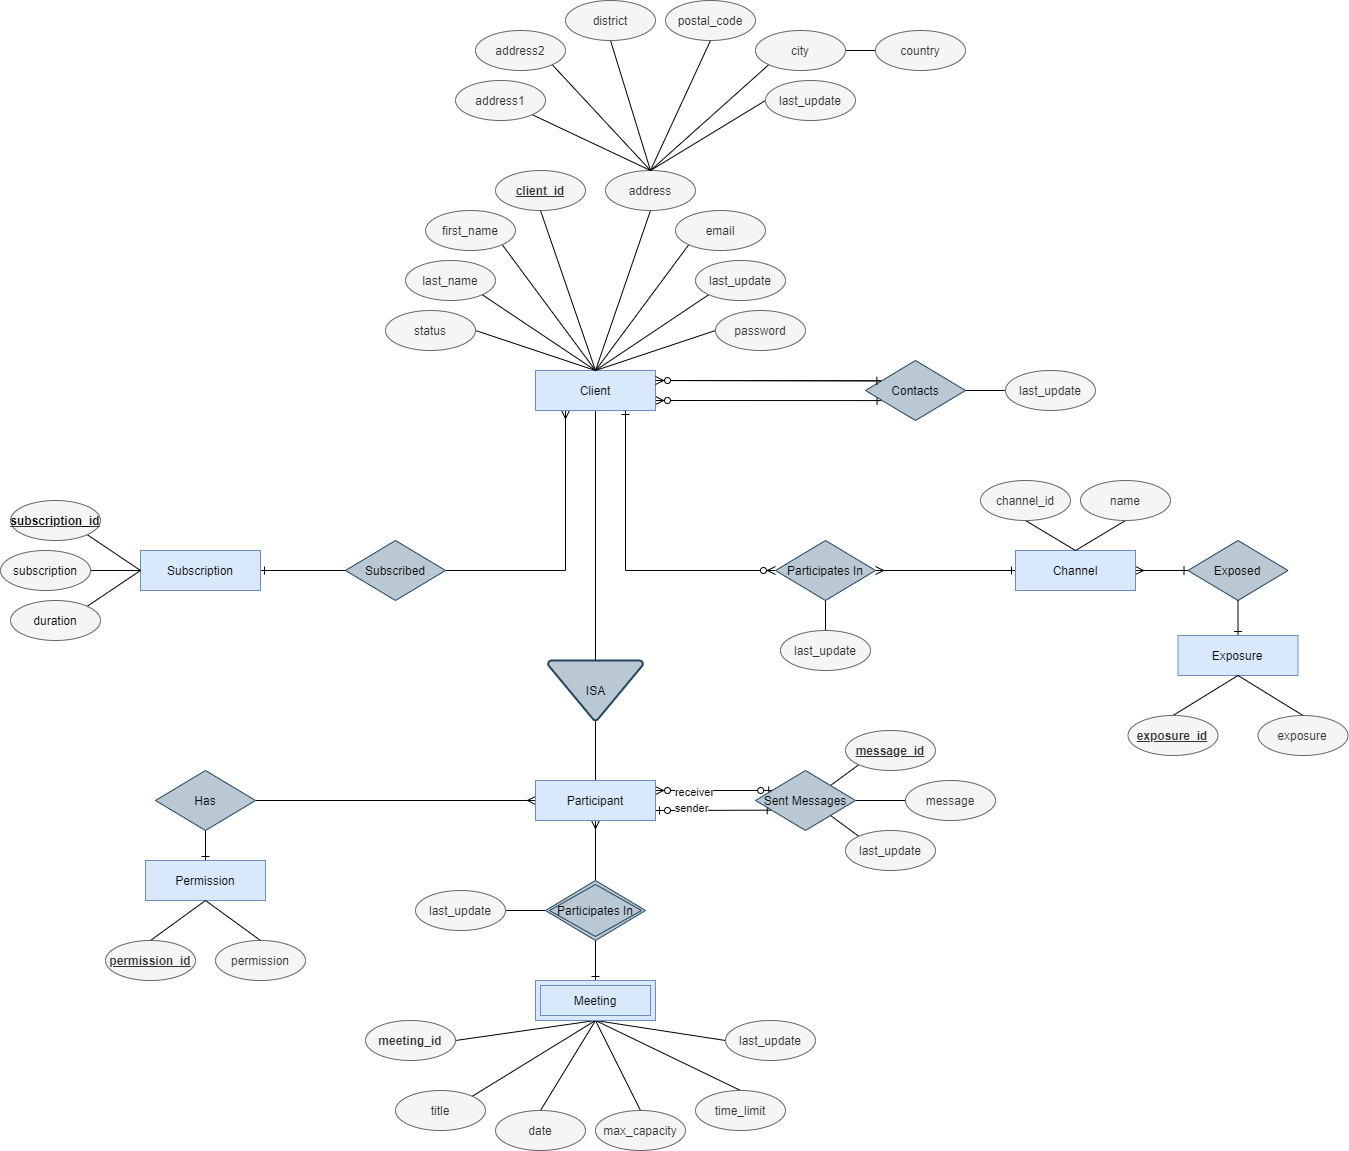 district
postal_code
address2
city
country
address1
last_update
client_id
address
first_name
email
last_name
last_update
status
password
Client
Contacts
last_update
subscription_id
channel_id
name
subscription
Subscription
Subscribed
Participates In
Channel
Exposed
duration
last_update
Exposure
ISA
exposure_id
exposure
message_id
receiver
Has
Participant
Sent Messages
message
sender
last_update
Permission
last_update
Participates In
permission_id
permission
Meeting
meeting_id
last_update
title
time_limit
date
max_capacity